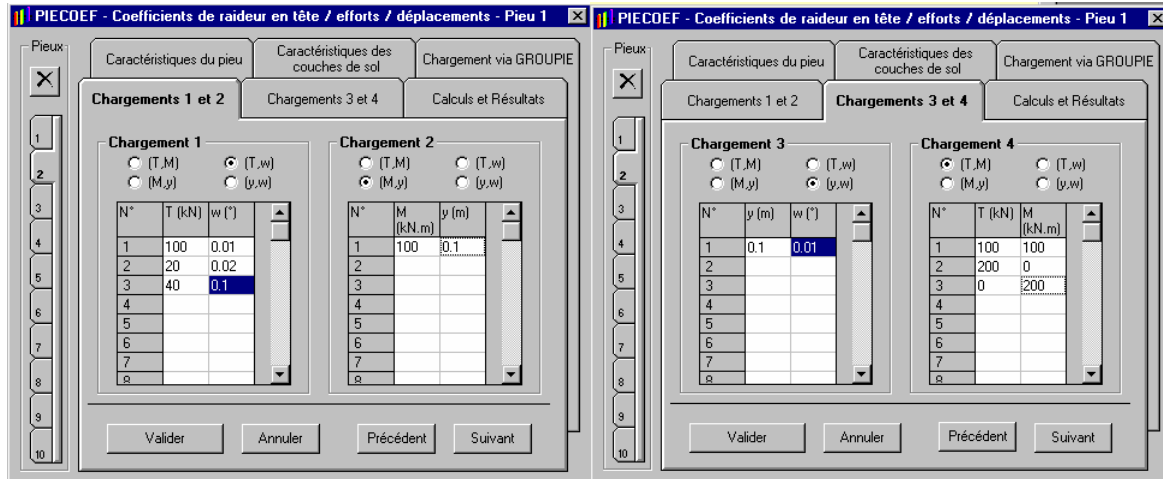 PIECOEF - Coefficients de raideur en tête / efforts / déplacements - Pieu 1
Pieux
Caractéristiques du pieu
Caractéristiques des
couches de sol
Chargement via GROUPIE
Chargements 1 et 2
Chargements 3 et 4
Calculs et Résultats
1
2
3
4
5
6
7
8
9
10
Chargement 1
(T,M) (T,w)
(M,y) (y,w)
N° T (kN) w (°)
1 100 0.01
2 20 0.02
3 40 0.1
4
5
6
7
8
Chargement 2
(T,M) (T,w)
(M,y) (y,w)
N° M y (m)
(kN.m)
1 100 0.1
2
3
4
5
6
7
8
Valider Annuler Précédent Suivant
PIECOEF - Coefficients de raideur en tête / efforts / déplacements - Pieu 1
Pieux
Caractéristiques du pieu
Caractéristiques des
couches de sol
Chargement via GROUPIE
Chargements 1 et 2
Chargements 3 et 4
Calculs et Résultats
1
2
3
4
5
6
7
8
9
10
Chargement 3
(T,M) (T,w)
(M,y) (y,w)
N° y (m) w (°)
1 0.1 0.01
2
3
4
5
6
7
8
Chargement 4
(T,M) (T,w)
(M,y) (y,w)
N° T (kN) M
(kN.m)
1 100 100
2 200 0
3 0 200
4
5
6
7
8
Valider Annuler Précédent Suivant